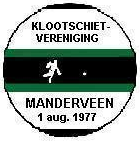 KLOOTSCHIET-
VERENIGING
MANDERVEEN
1 aug. 1977